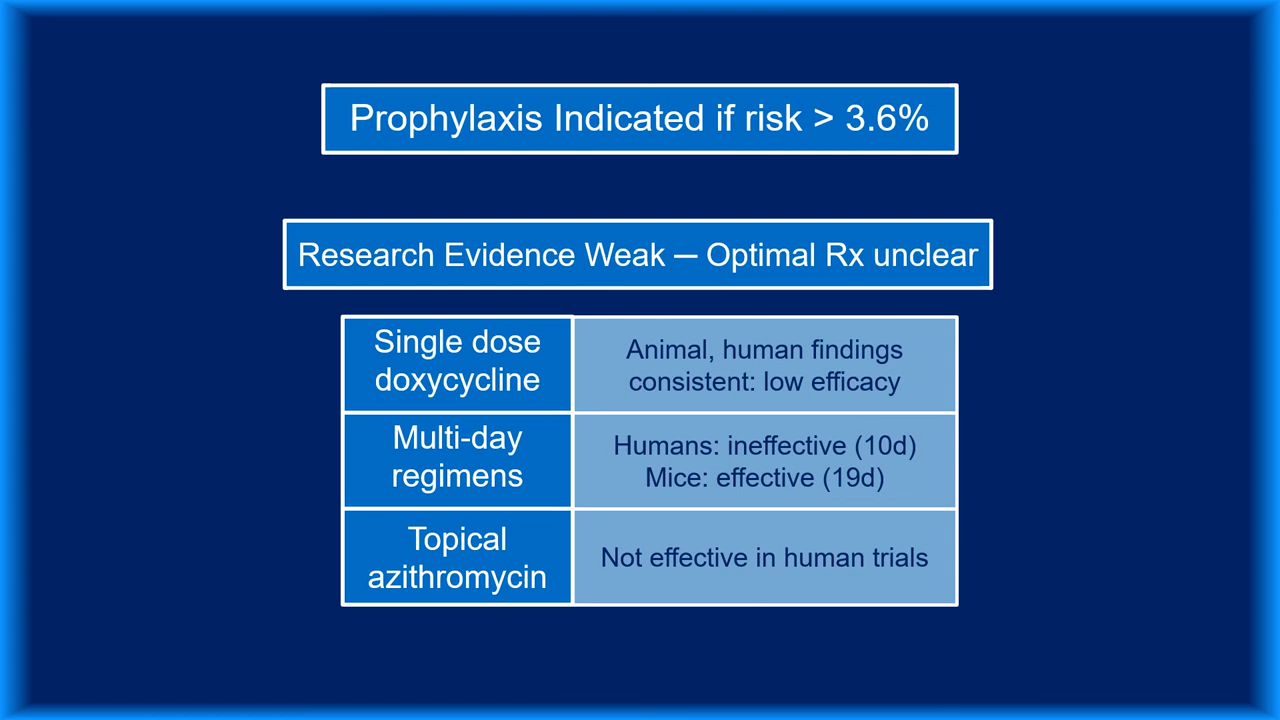 Prophylaxis Indicated if risk > 3.6%
Research Evidence Weak — Optimal Rx unclear
Single dose
doxycycline
Animal, human findings
consistent: low efficacy
Multi-day
regimens
Humans: ineffective (10d)
Mice: effective (19d)
Topical
azithromycin
Not effective in human trials